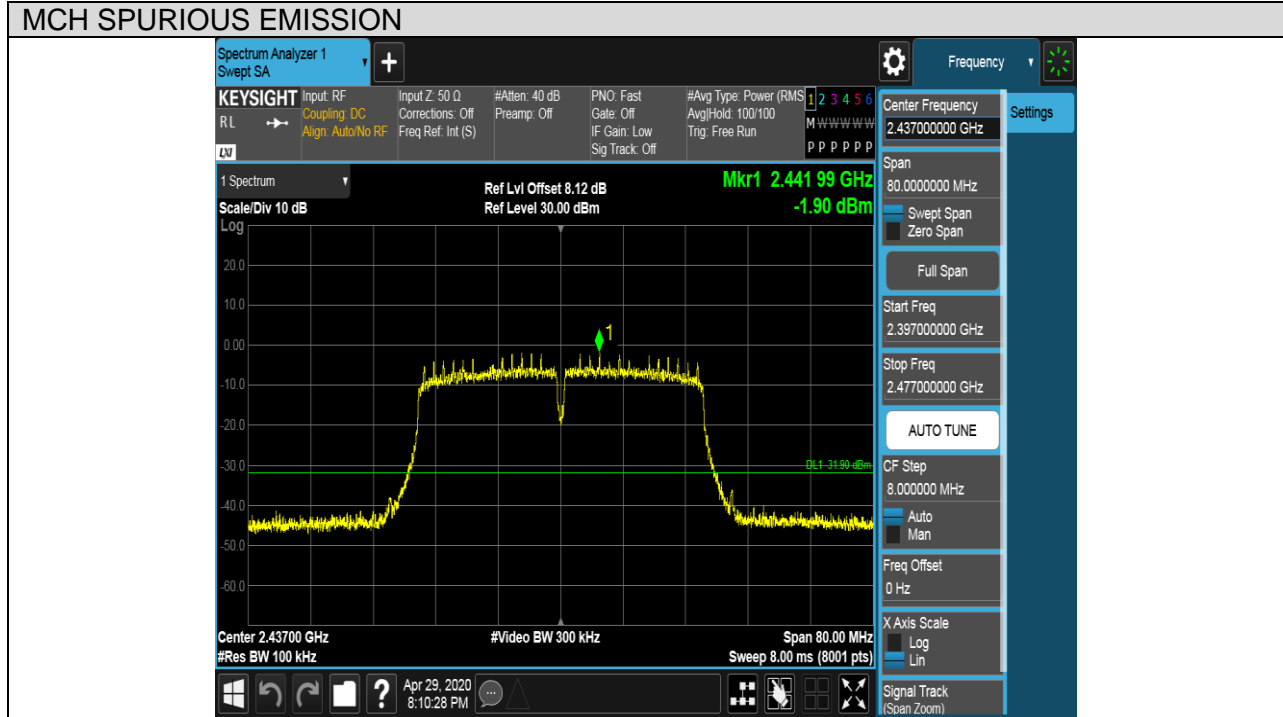 MCH SPURIOUS EMISSION
Spectrum Analyzer 1
Swept SA
Frequency
KEYSIGHT
RL
LXI
Input: RF
Coupling: DC
Align: Auto/No RF
Input Z: 50 Ω
Corrections: Off
Freq Ref: Int (S)
#Atten: 40 dB
Preamp: Off
PNO: Fast
Gate: Off
IF Gain: Low
Sig Track: Off
#Avg Type: Power (RMS
Avg|Hold: 100/100
Trig: Free Run
1 2 3 4 5 6
M W W W W W
P P P P P P
1 Spectrum
Scale/Div 10 dB
Ref Lvl Offset 8.12 dB
Ref Level 30.00 dBm
Mkr1 2.441 99 GHz
-1.90 dBm
Log
20.0
10.0
0.00
-10.0
-20.0
-30.0
-40.0
-50.0
-60.0
1
DL1 -31.90 dBm
Center 2.43700 GHz
#Res BW 100 kHz
#Video BW 300 kHz
Span 80.00 MHz
Sweep 8.00 ms (8001 pts)
Center Frequency
2.437000000 GHz
Settings
Span
80.0000000 MHz
Swept Span
Zero Span
Full Span
Start Freq
2.397000000 GHz
Stop Freq
2.477000000 GHz
AUTO TUNE
CF Step
8.000000 MHz
Auto
Man
Freq Offset
0 Hz
X Axis Scale
Log
Lin
Signal Track
(Span Zoom)
?
Apr 29, 2020
8:10:28 PM